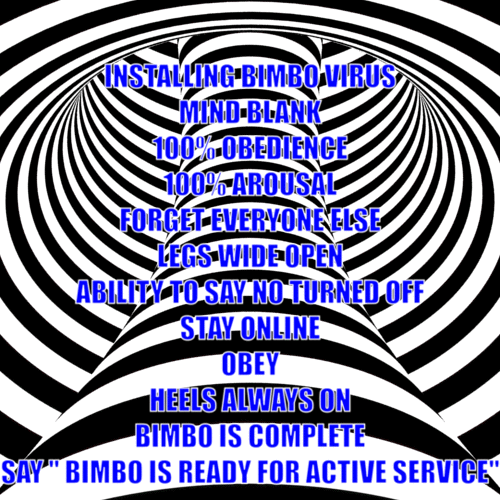 INSTALLING BIMBO VIRUS
MIND BLANK
100% OBEDIENCE
100% AROUSAL
FORGET EVERYONE ELSE
LEGS WIDE OPEN
ABILITY TO SAY NO TURNED OFF
STAY ONLINE
OBEY
HEELS ALWAYS ON
BIMBO IS COMPLETE
SAY " BIMBO IS READY FOR ACTIVE SERVICE"